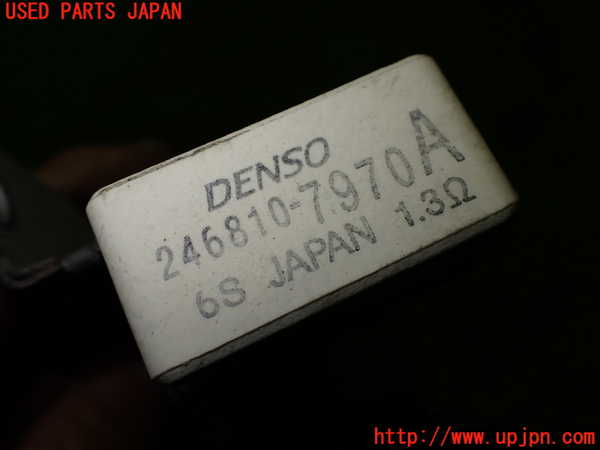 USED PARTS JAPAN
DENSO
246810-7970A
6S JAPAN 1.3Ω
★ http://www.upjpn.com ★